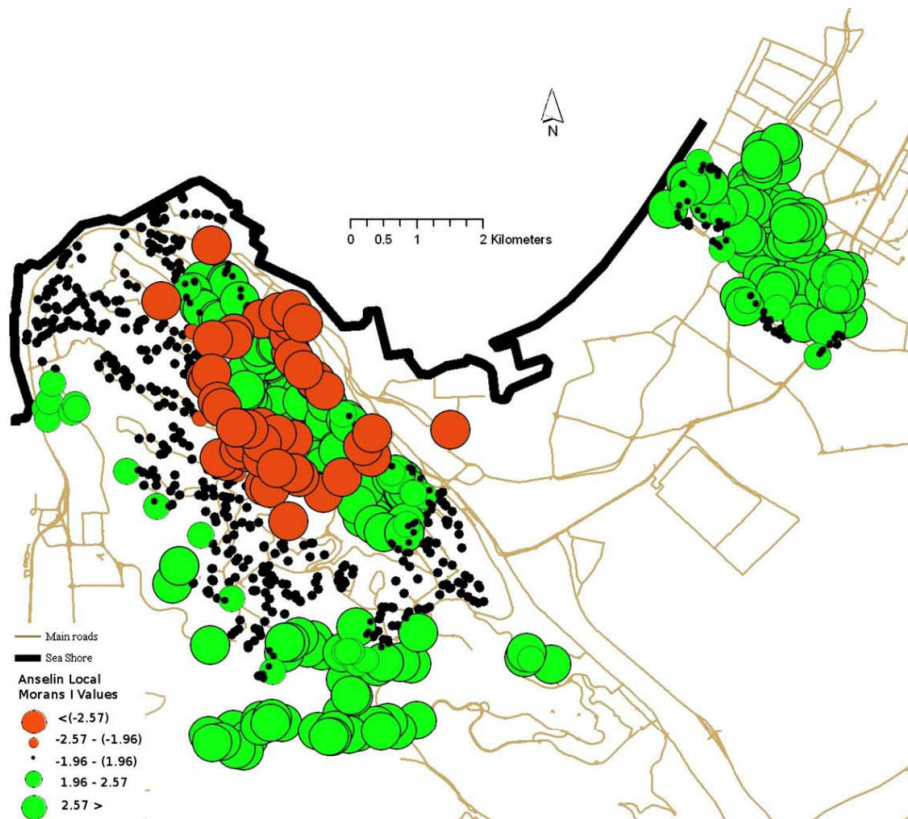 N
0 0.5 1 2 Kilometers
Main roads
Sea Shore
Anselin Local
Morans I Values
<(-2.57)
-2.57 - (-1.96)
-1.96 - (1.96)
1.96 - 2.57
2.57 >